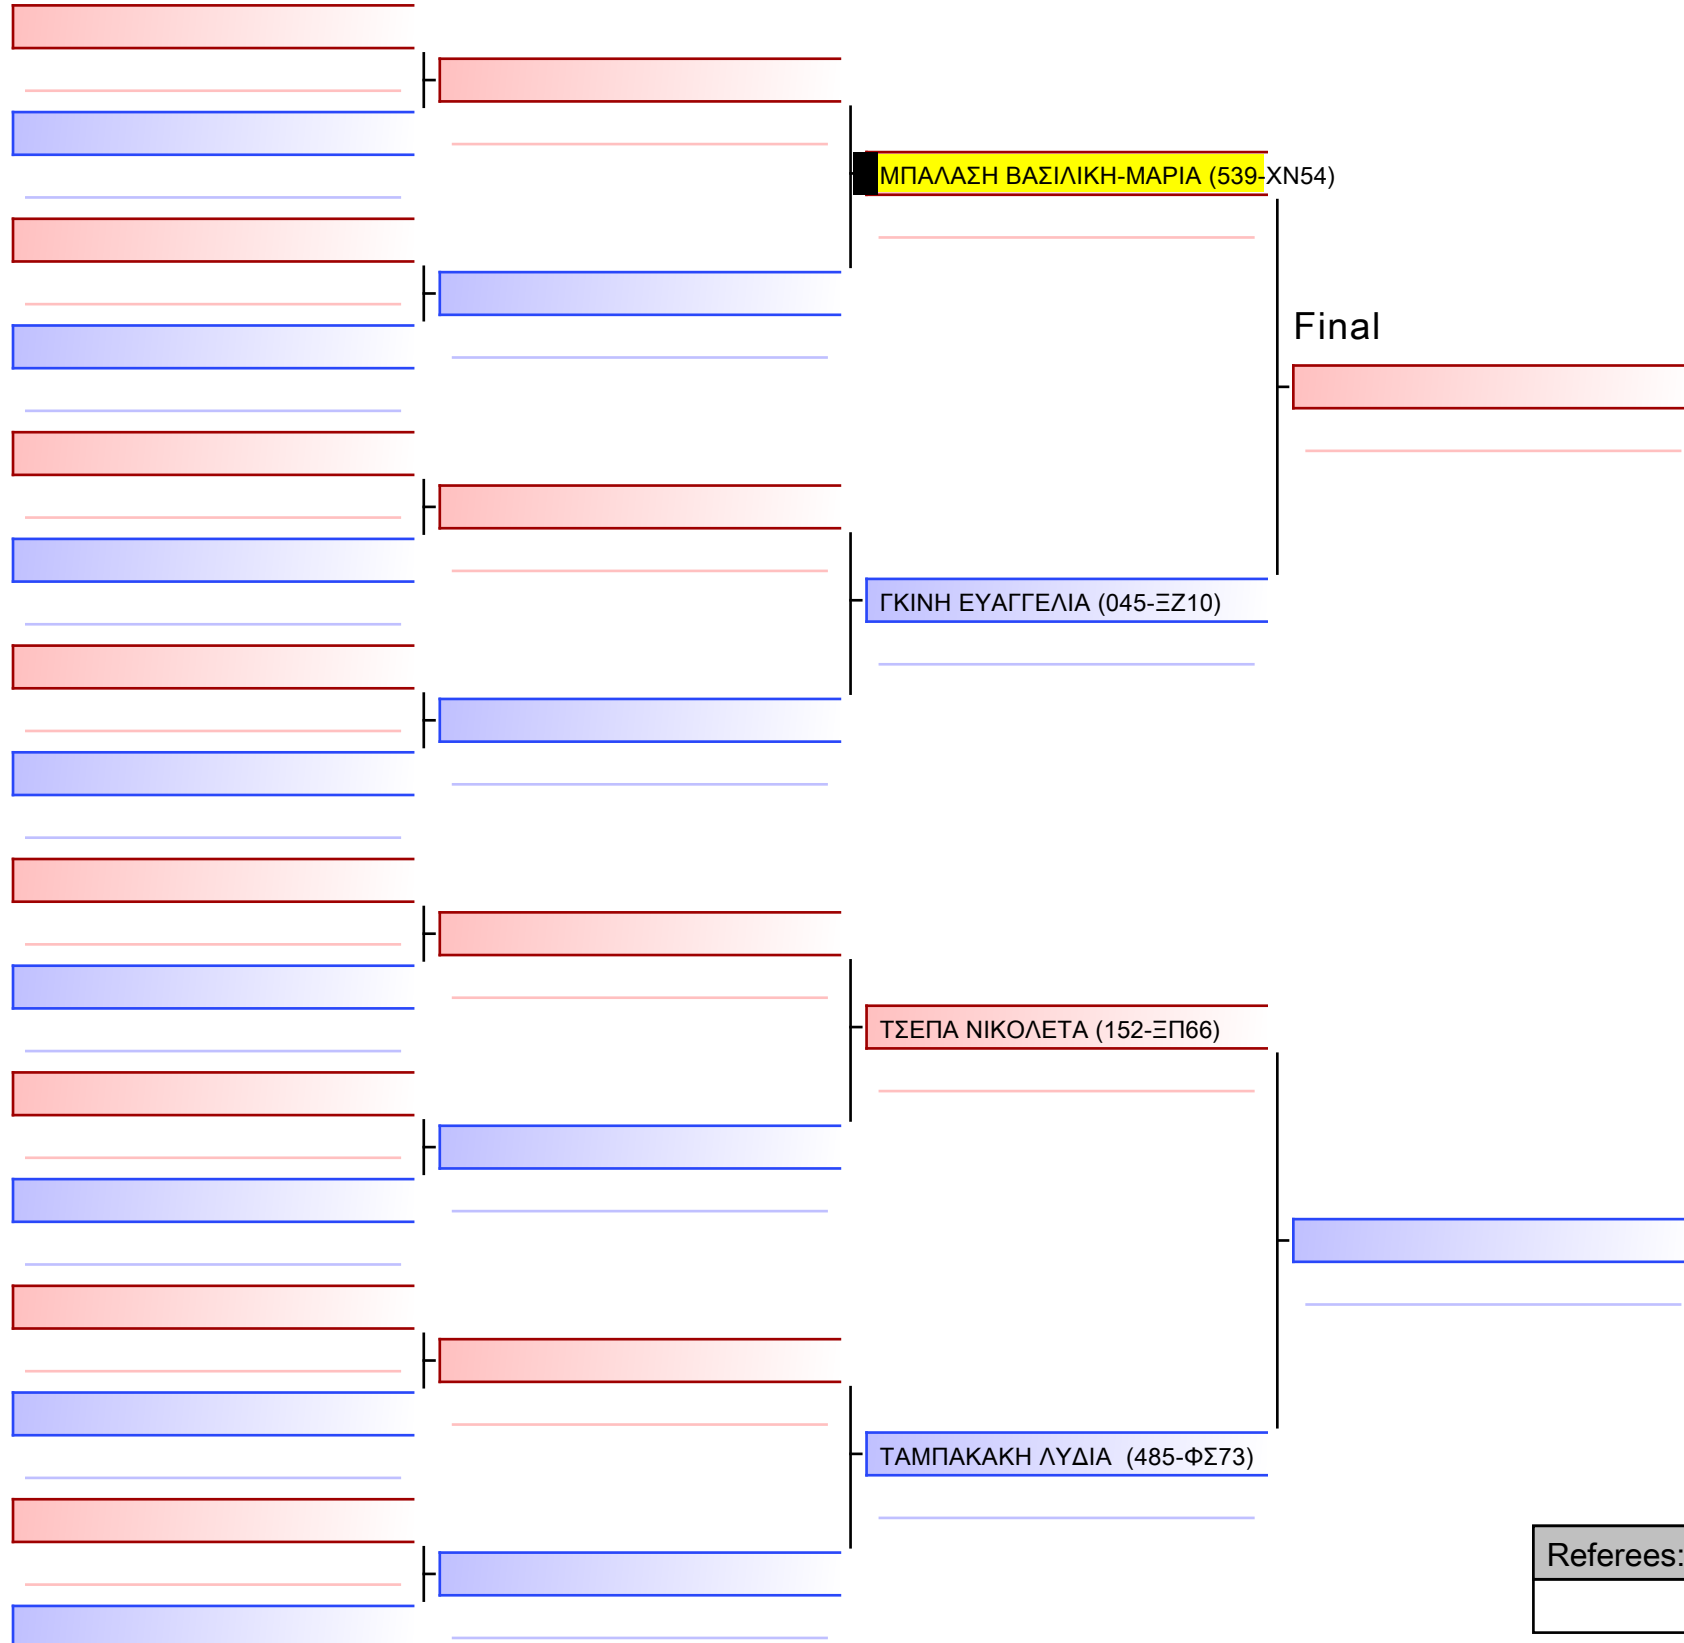 ΜΠΑΛΑΣΗ ΒΑΣΙΛΙΚΗ-ΜΑΡΙΑ (539-ΧΝ54)
Final
ΓΚΙΝΗ ΕΥΑΓΓΕΛΙΑ (045-ΞΖ10)
ΤΣΕΠΑ ΝΙΚΟΛΕΤΑ (152-ΞΠ66)
ΤΑΜΠΑΚΑΚΗ ΛΥΔΙΑ (485-ΦΣ73)
Referees: